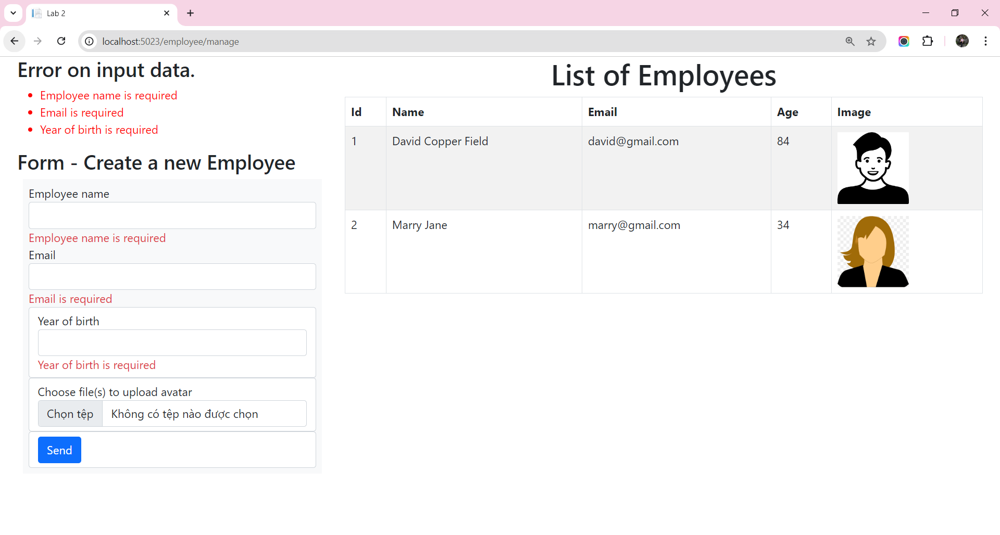 Lab 2
localhost:5023/employee/manage
Error on input data.
Employee name is required
Email is required
Year of birth is required
Form - Create a new Employee
Employee name
Employee name is required
Email
Email is required
Year of birth
Year of birth is required
Choose file(s) to upload avatar
Chọn tệp Không có tệp nào được chọn
Send
List of Employees
Id Name Email Age Image
1 David Copper Field david@gmail.com 84
2 Marry Jane marry@gmail.com 34